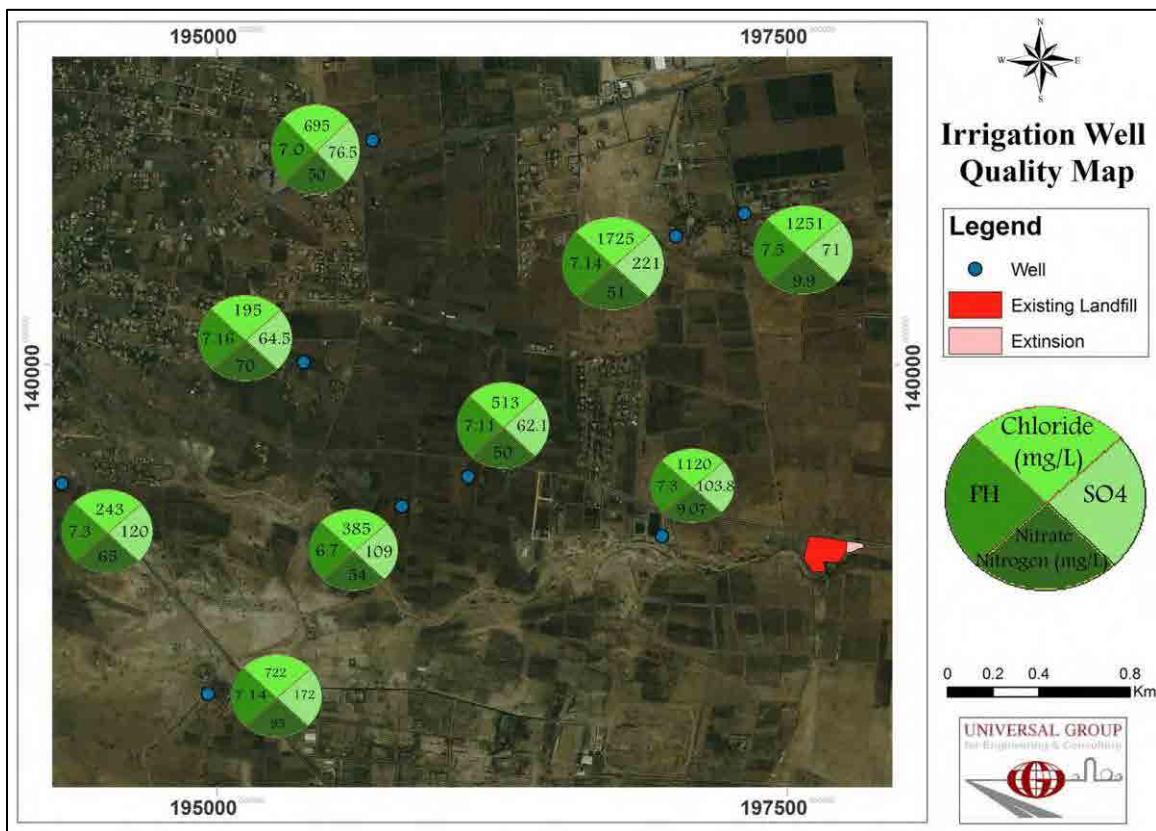 195000
197500
140000
140000
195000
197500
695
7.0
76.5
50
1725
7.14
221
51
1251
7.5
71
9.9
195
7.16
64.5
70
513
7.11
62.1
50
1120
7.3
103.8
9.07
243
7.3
120
65
385
6.7
109
54
722
7.14
172
95
N
W
E
S
Irrigation Well
Quality Map
Legend
Well
Existing Landfill
Extinsion
Chloride
(mg/L)
PH
SO4
Nitrate
Nitrogen (mg/L)
0
0.2
0.4
0.8
Km
UNIVERSAL GROUP
for Engineering & Consulting